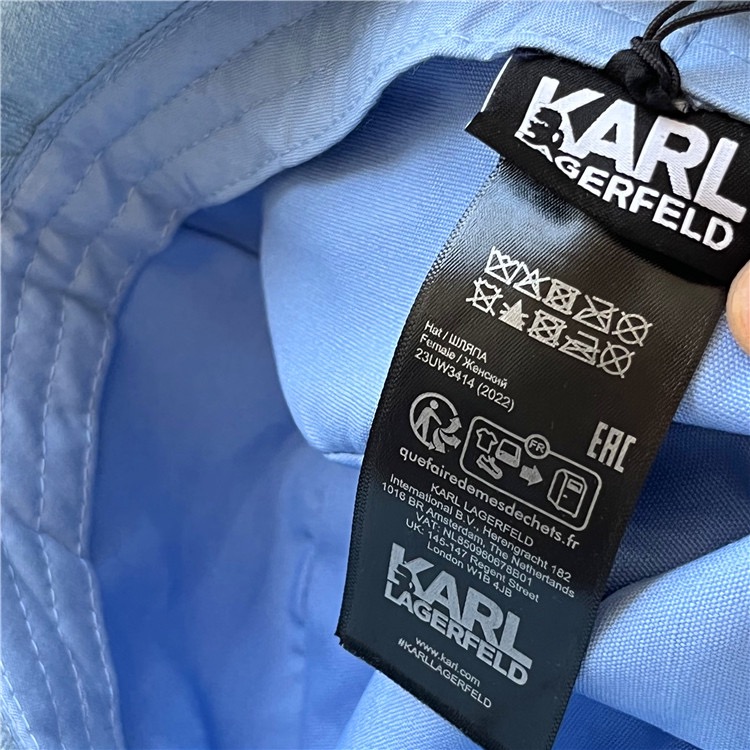 KARL
LAGERFELD
Hat / ШЛЯПА
Female / Женский
23UW3414 (2022)
FR
EAC
quefairedemesdechets.fr
KARL LAGERFELD
International B.V., Herengracht 182
1016 BR Amsterdam, The Netherlands
VAT: NL850960678B01
UK: 145-147 Regent Street
London W1B 4JB
KARL
LAGERFELD
www.karl.com
#KARLLAGERFELD